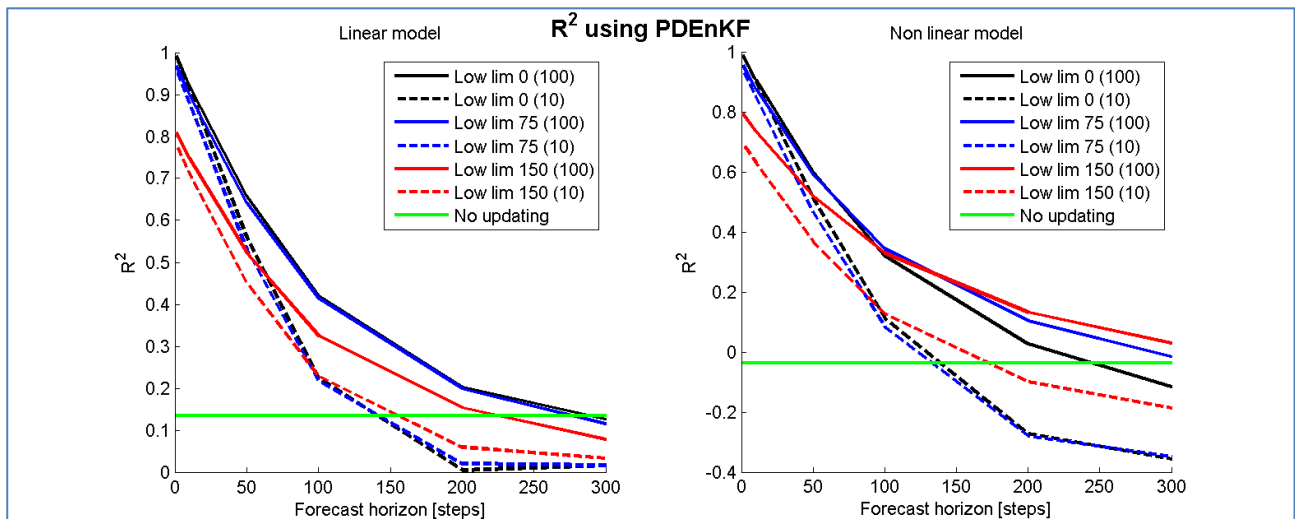 R² using PDEnKF
Linear model
1
0.9
0.8
0.7
0.6
0.5
0.4
0.3
0.2
0.1
0
R²
0 50 100 150 200 250 300
Forecast horizon [steps]
Low lim 0 (100)
Low lim 0 (10)
Low lim 75 (100)
Low lim 75 (10)
Low lim 150 (100)
Low lim 150 (10)
No updating
Non linear model
1
0.8
0.6
0.4
0.2
0
-0.2
-0.4
R²
0 50 100 150 200 250 300
Forecast horizon [steps]
Low lim 0 (100)
Low lim 0 (10)
Low lim 75 (100)
Low lim 75 (10)
Low lim 150 (100)
Low lim 150 (10)
No updating